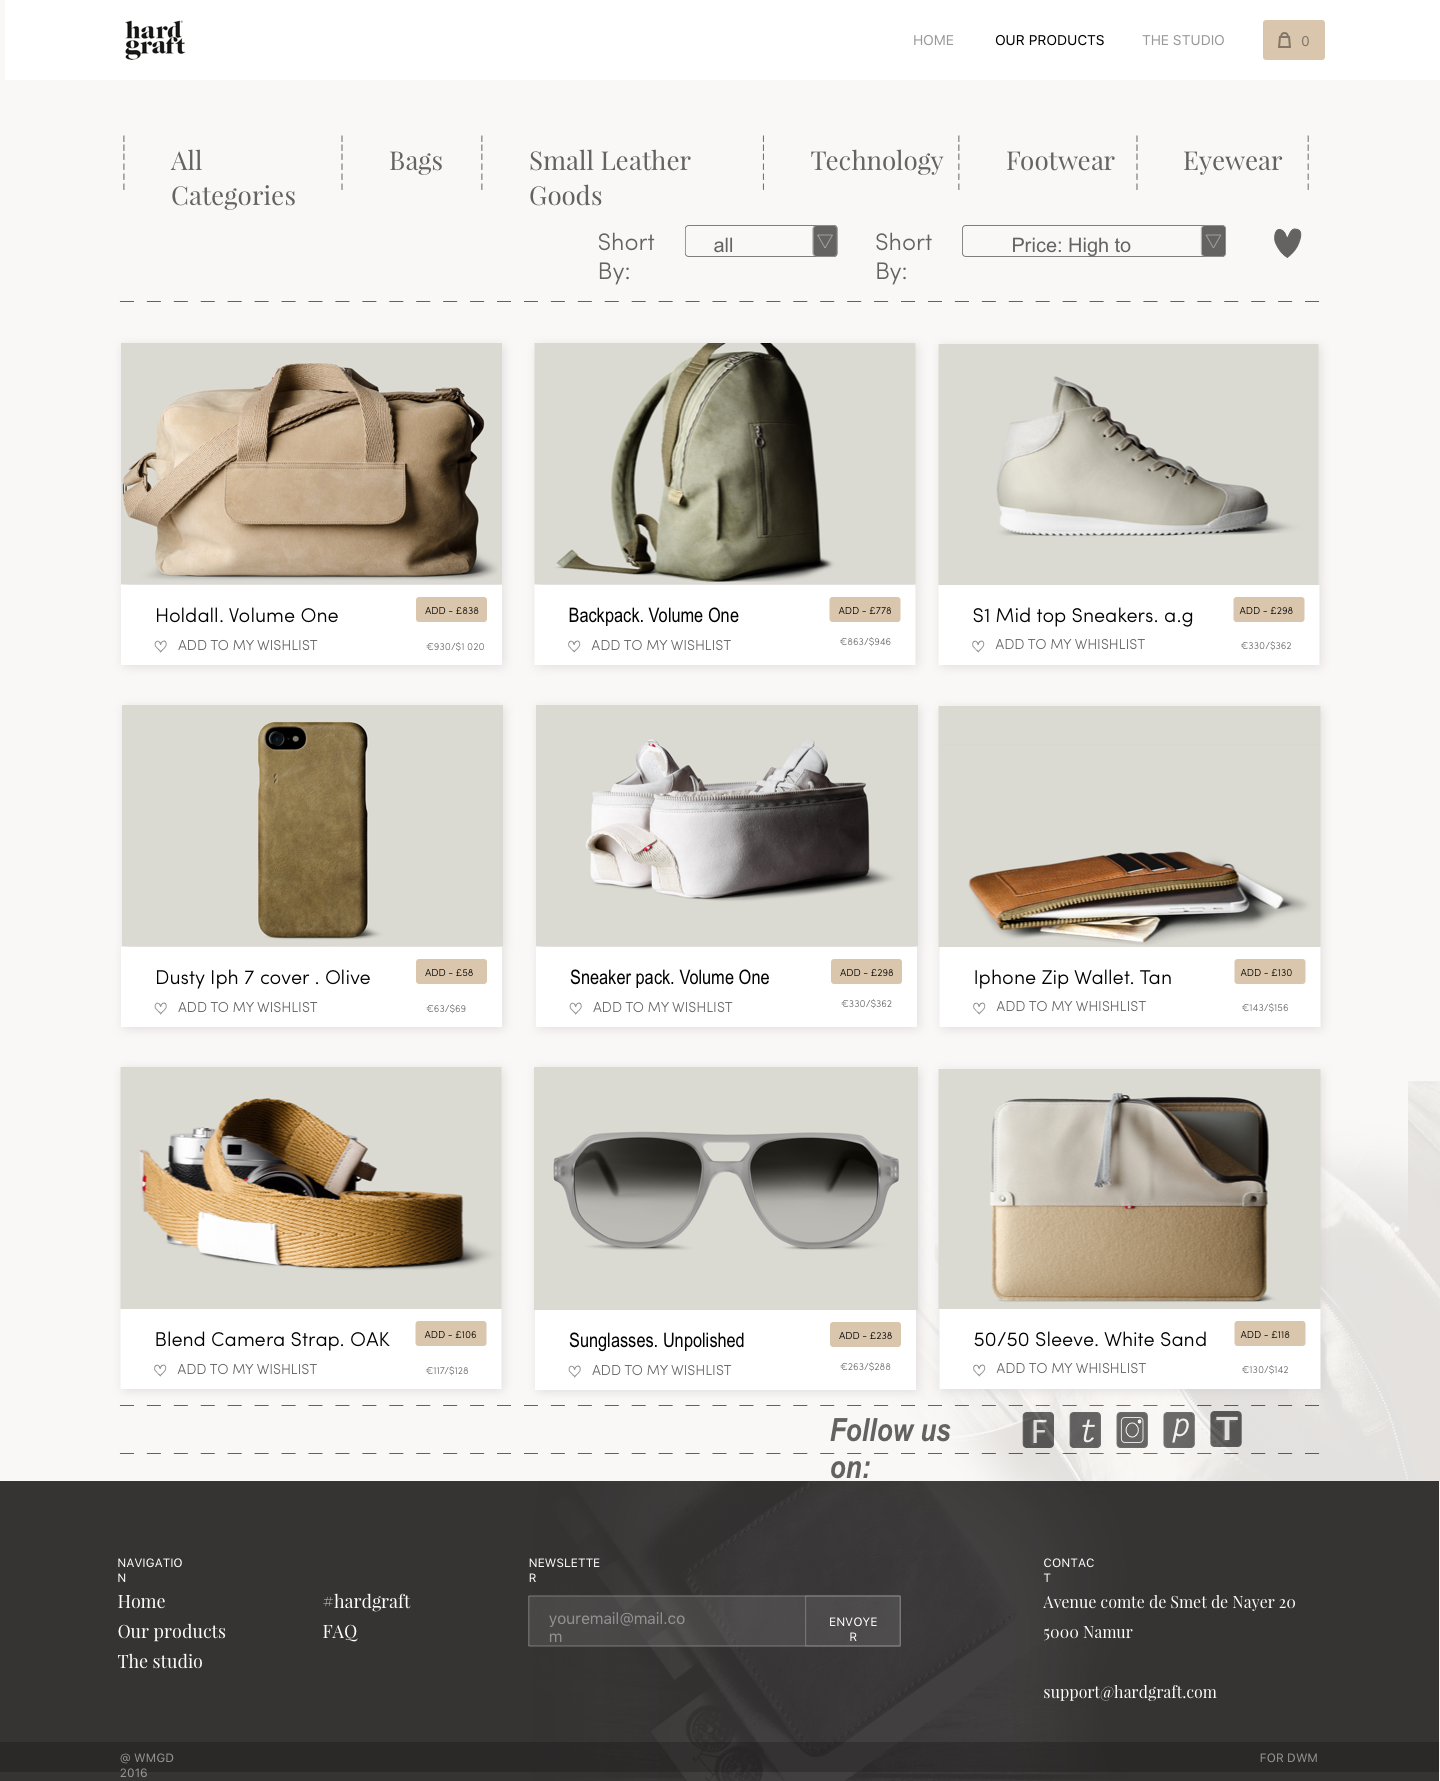 hard
graft
HOME OUR PRODUCTS THE STUDIO 0
All Bags Small Leather Technology Footwear Eyewear
Categories Goods
Short all Short Price: High to
By: By:
Holdall. Volume One ADD - £838
ADD TO MY WISHLIST €930/$1 020
Backpack. Volume One ADD - £778
ADD TO MY WISHLIST €863/$946
S1 Mid top Sneakers. a.g ADD - £298
ADD TO MY WHISHLIST €330/$362
Dusty Iph 7 cover . Olive ADD - £58
ADD TO MY WISHLIST €63/$69
Sneaker pack. Volume One ADD - £298
ADD TO MY WISHLIST €330/$362
Iphone Zip Wallet. Tan ADD - £130
ADD TO MY WHISHLIST €143/$156
Blend Camera Strap. OAK ADD - £106
ADD TO MY WISHLIST €117/$128
Sunglasses. Unpolished ADD - £238
ADD TO MY WISHLIST €263/$288
50/50 Sleeve. White Sand ADD - £118
ADD TO MY WHISHLIST €130/$142
Follow us F t p T
on:
NAVIGATIO
N
Home #hardgraft
Our products FAQ
The studio
NEWSLETTE
R
youremail@mail.co
m
ENVOYE
R
CONTAC
T
Avenue comte de Smet de Nayer 20
5000 Namur
support@hardgraft.com
@ WMGD
2016
FOR DWM